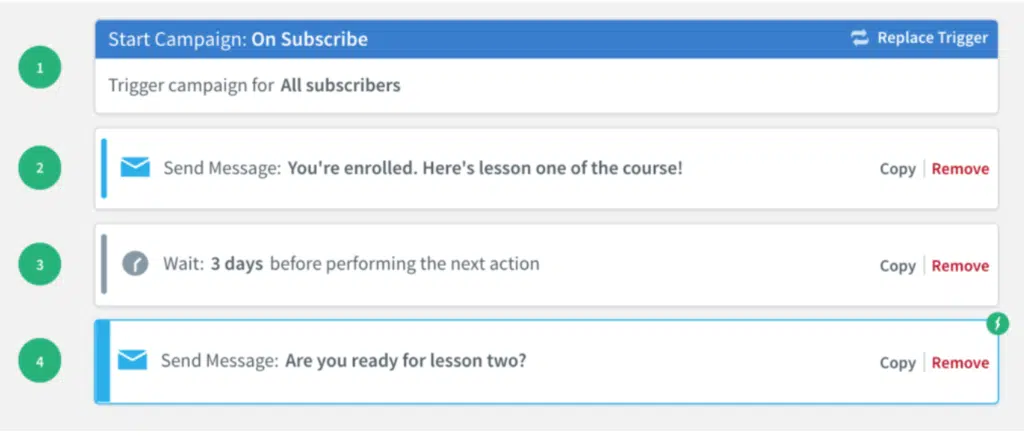 Start Campaign: On Subscribe
Replace Trigger
1
Trigger campaign for All subscribers
2
Send Message: You're enrolled. Here's lesson one of the course!
Copy | Remove
3
Wait: 3 days before performing the next action
Copy | Remove
4
Send Message: Are you ready for lesson two?
Copy | Remove